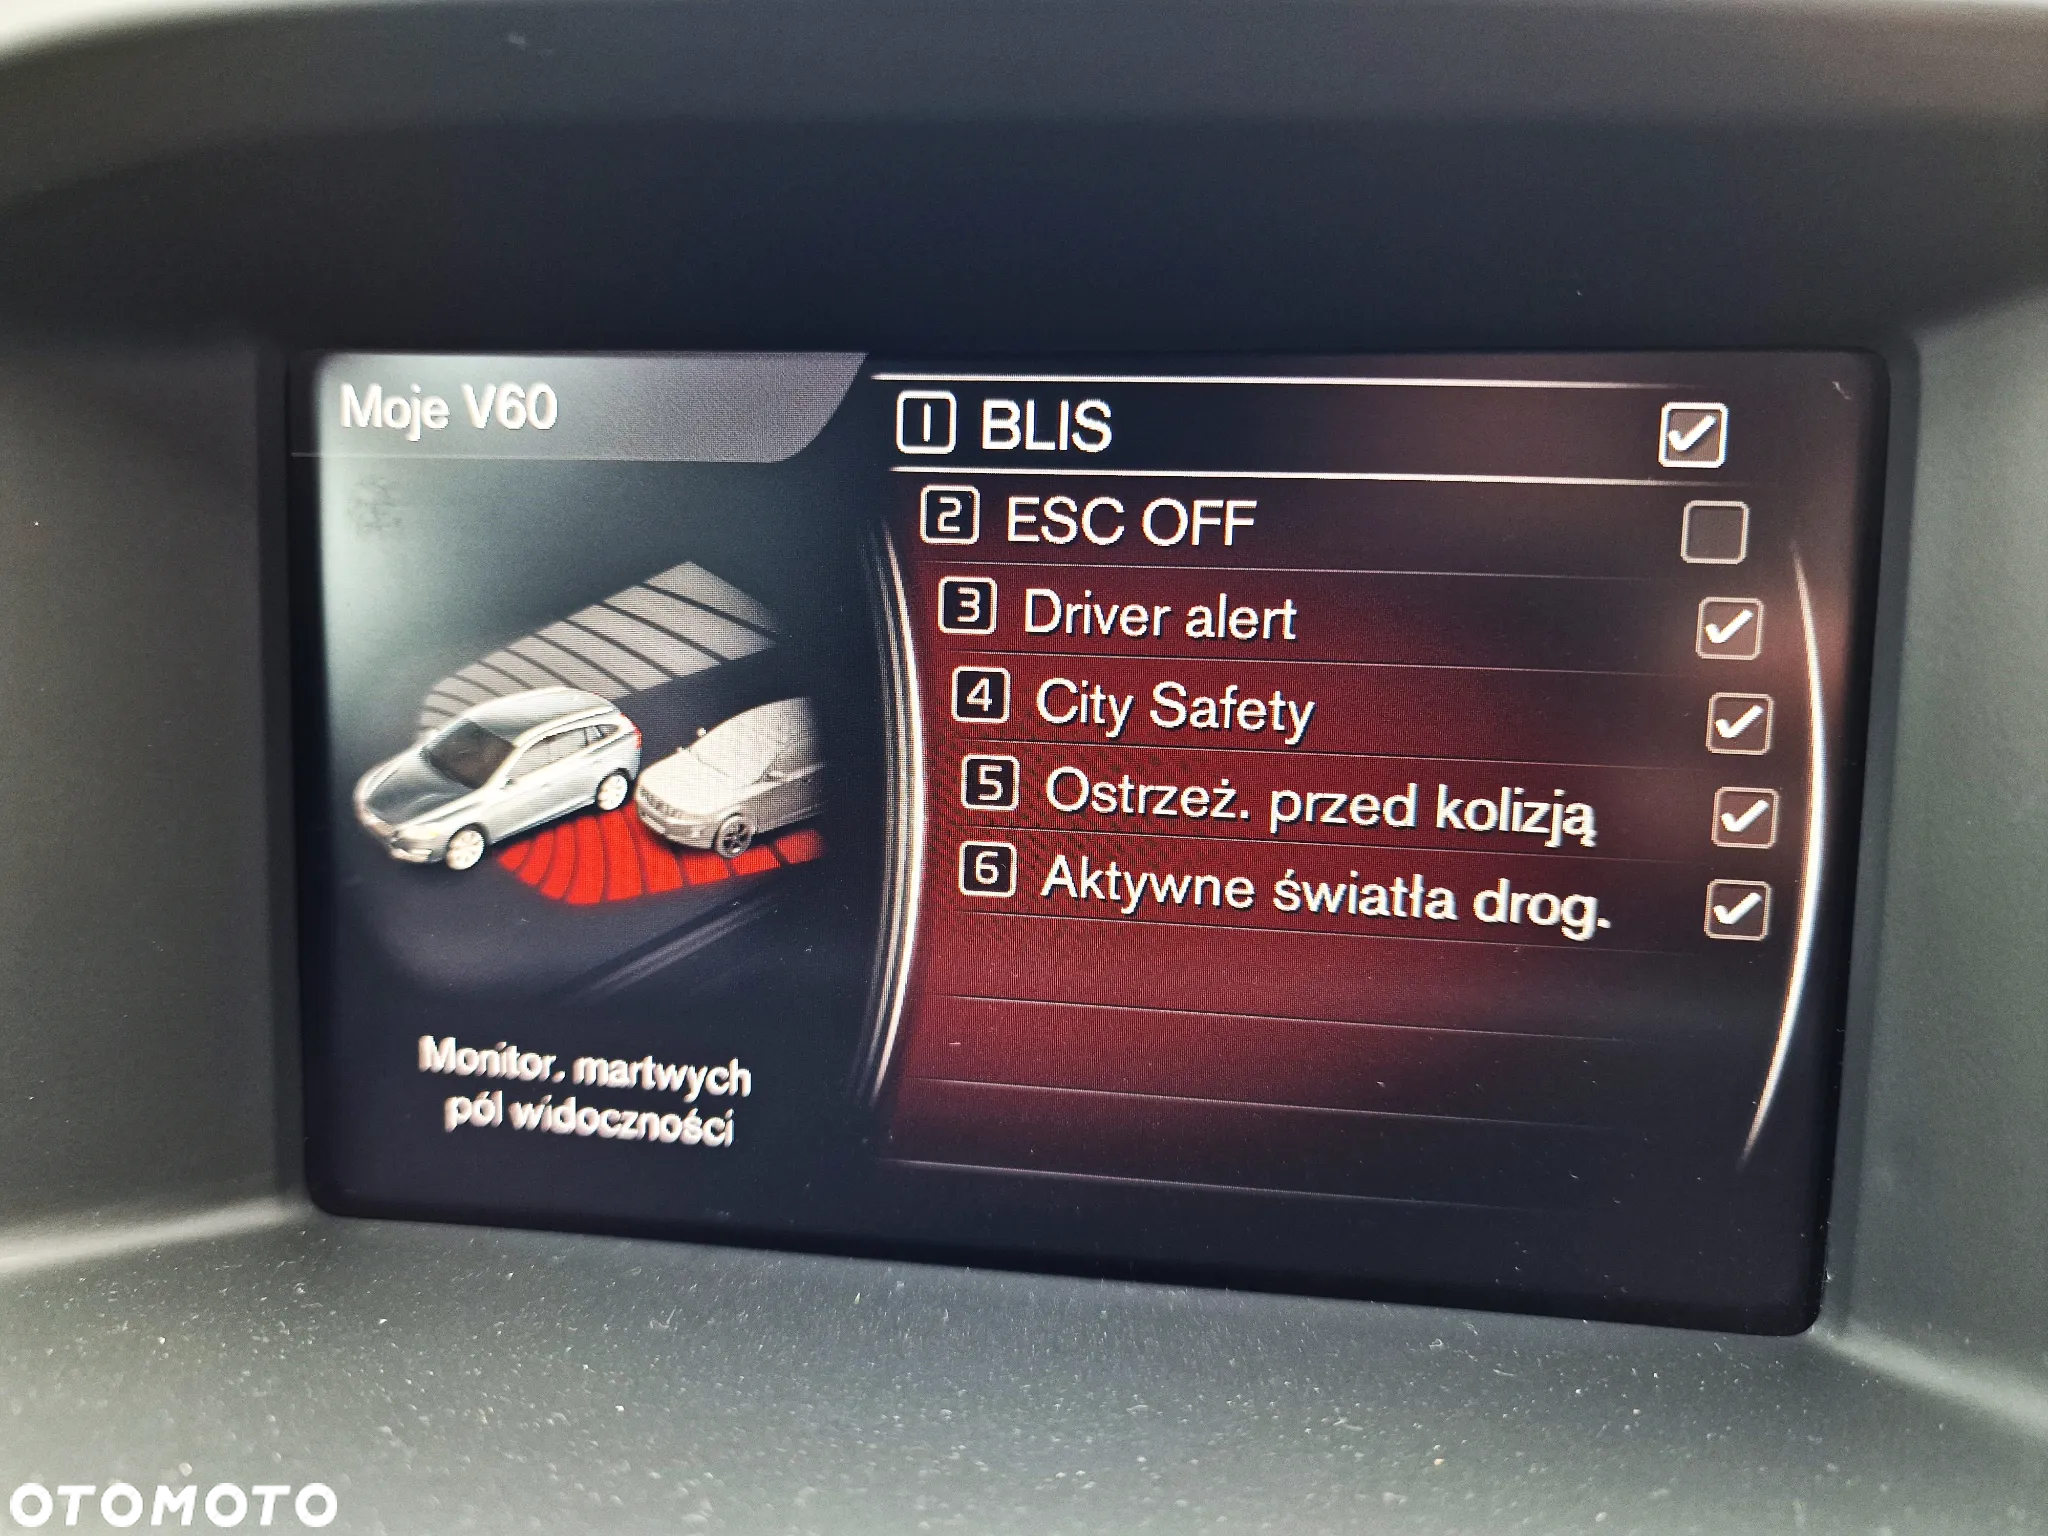 Moje V60
1 BLIS
2 ESC OFF
3 Driver alert
4 City Safety
5 Ostrzeż. przed kolizją
6 Aktywne światła drog.
Monitor. martwych
pól widoczności
OTOMOTO